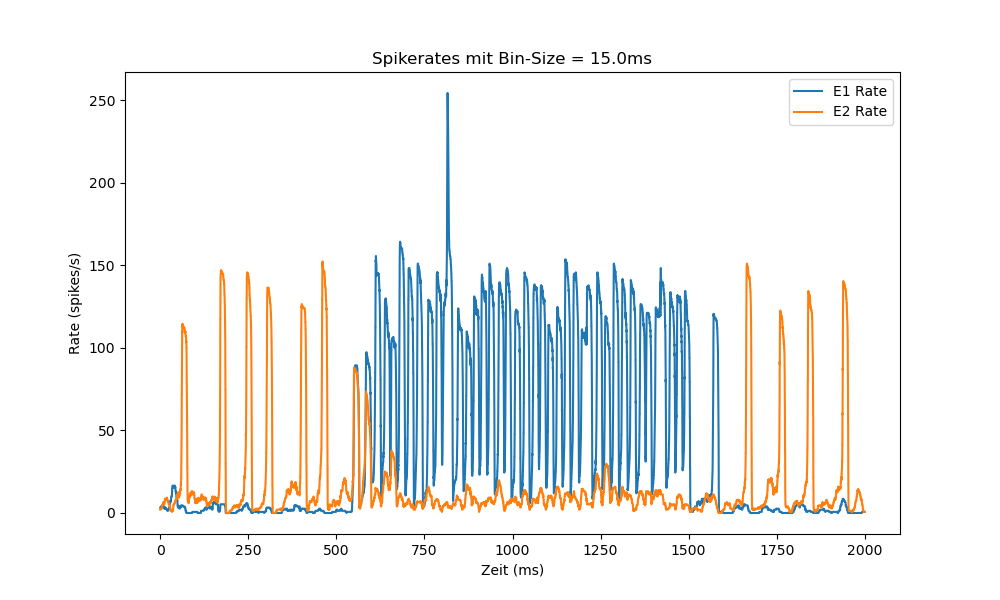 Spikerates mit Bin-Size = 15.0ms
E1 Rate
E2 Rate
Rate (spikes/s)
250
200
150
100
50
0
0 250 500 750 1000 1250 1500 1750 2000
Zeit (ms)